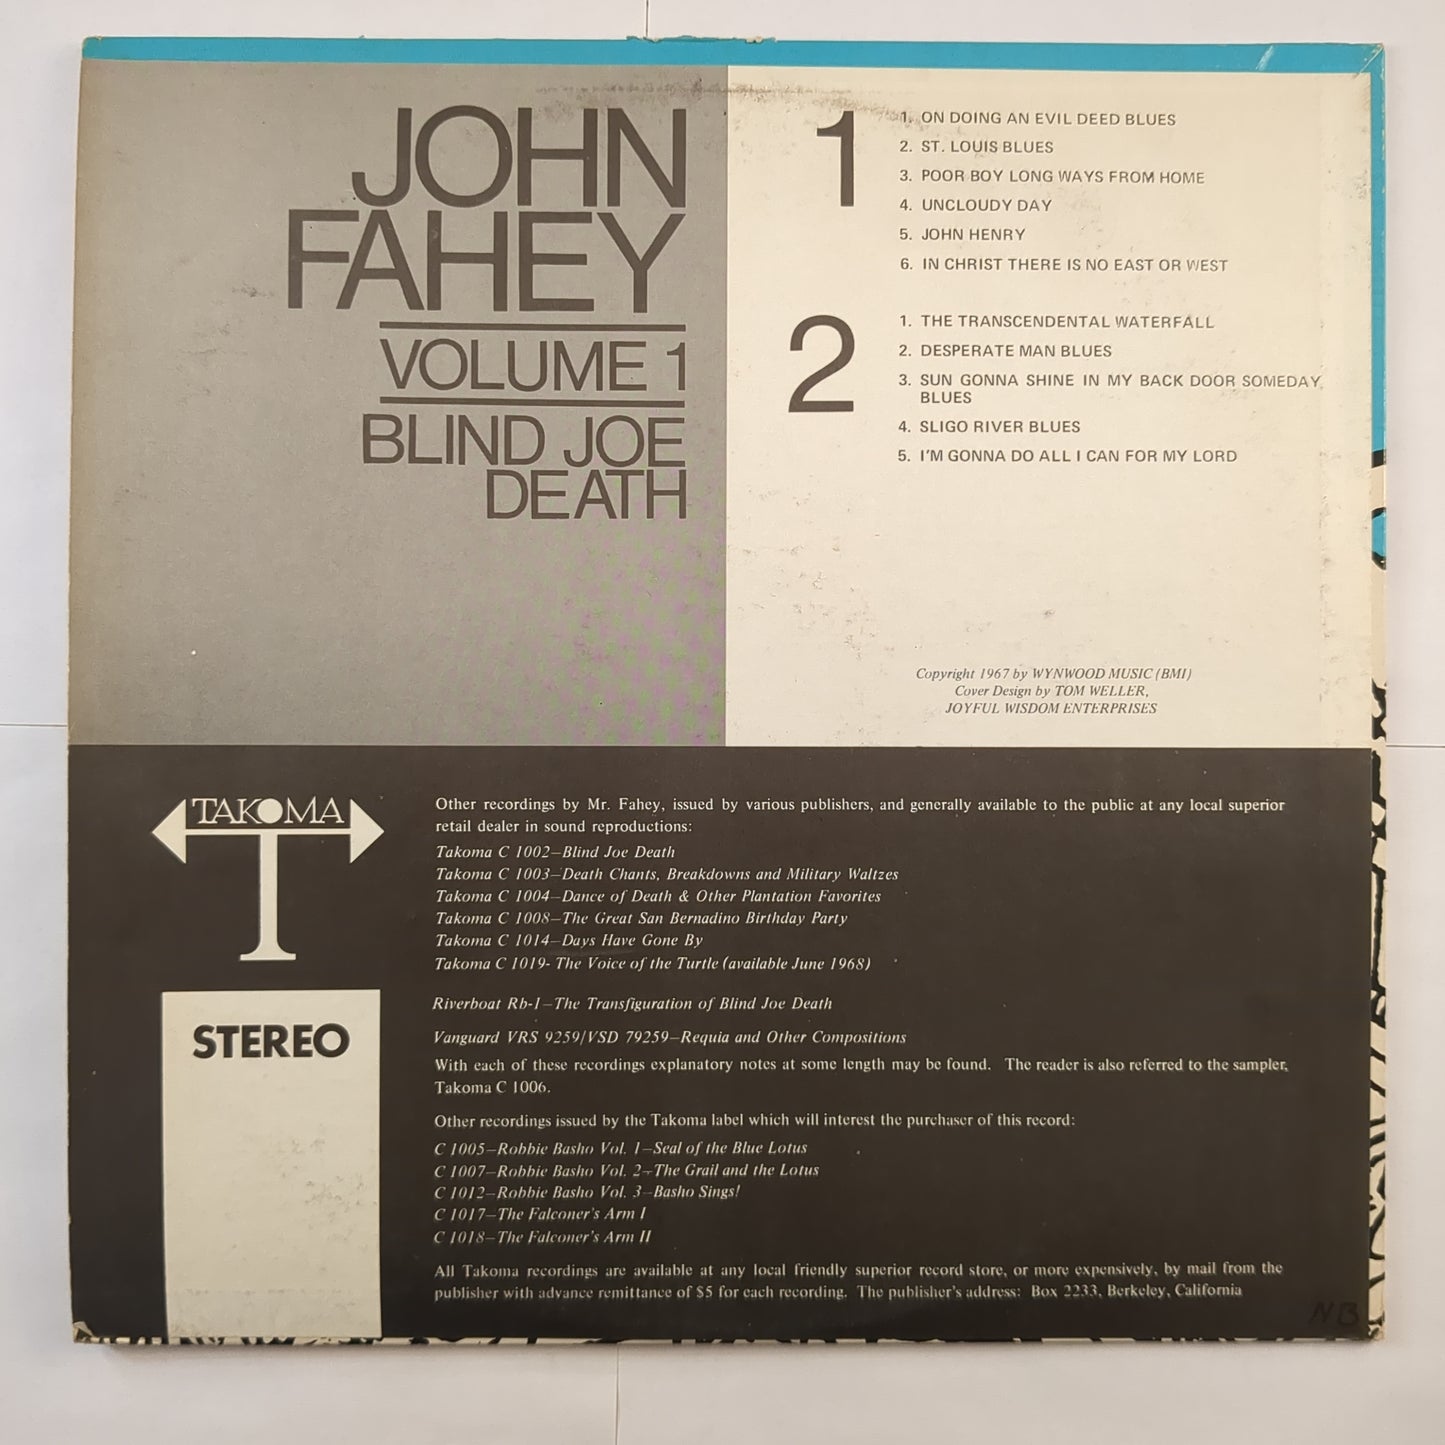 JOHN
FAHEY
VOLUME 1
BLIND JOE
DEATH
1
1. ON DOING AN EVIL DEED BLUES
2. ST. LOUIS BLUES
3. POOR BOY LONG WAYS FROM HOME
4. UNCLOUDY DAY
5. JOHN HENRY
6. IN CHRIST THERE IS NO EAST OR WEST
2
1. THE TRANSCENDENTAL WATERFALL
2. DESPERATE MAN BLUES
3. SUN GONNA SHINE IN MY BACK DOOR SOMEDAY
BLUES
4. SLIGO RIVER BLUES
5. I'M GONNA DO ALL I CAN FOR MY LORD
Copyright 1967 by WYNWOOD MUSIC (BMI)
Cover Design by TOM WELLER,
JOYFUL WISDOM ENTERPRISES
TAKOMA
T
STEREO
Other recordings by Mr. Fahey, issued by various publishers, and generally available to the public at any local superior
retail dealer in sound reproductions:
Takoma C 1002—Blind Joe Death
Takoma C 1003—Death Chants, Breakdowns and Military Waltzes
Takoma C 1004—Dance of Death & Other Plantation Favorites
Takoma C 1008—The Great San Bernadino Birthday Party
Takoma C 1014—Days Have Gone By
Takoma C 1019- The Voice of the Turtle (available June 1968)
Riverboat Rb-1—The Transfiguration of Blind Joe Death
Vanguard VRS 9259/VSD 79259—Requia and Other Compositions
With each of these recordings explanatory notes at some length may be found. The reader is also referred to the sampler,
Takoma C 1006.
Other recordings issued by the Takoma label which will interest the purchaser of this record:
C 1005—Robbie Basho Vol. 1—Seal of the Blue Lotus
C 1007—Robbie Basho Vol. 2—The Grail and the Lotus
C 1012—Robbie Basho Vol. 3—Basho Sings!
C 1017—The Falconer's Arm I
C 1018—The Falconer's Arm II
All Takoma recordings are available at any local friendly superior record store, or more expensively, by mail from the
publisher with advance remittance of $5 for each recording. The publisher's address: Box 2233, Berkeley, California
NB